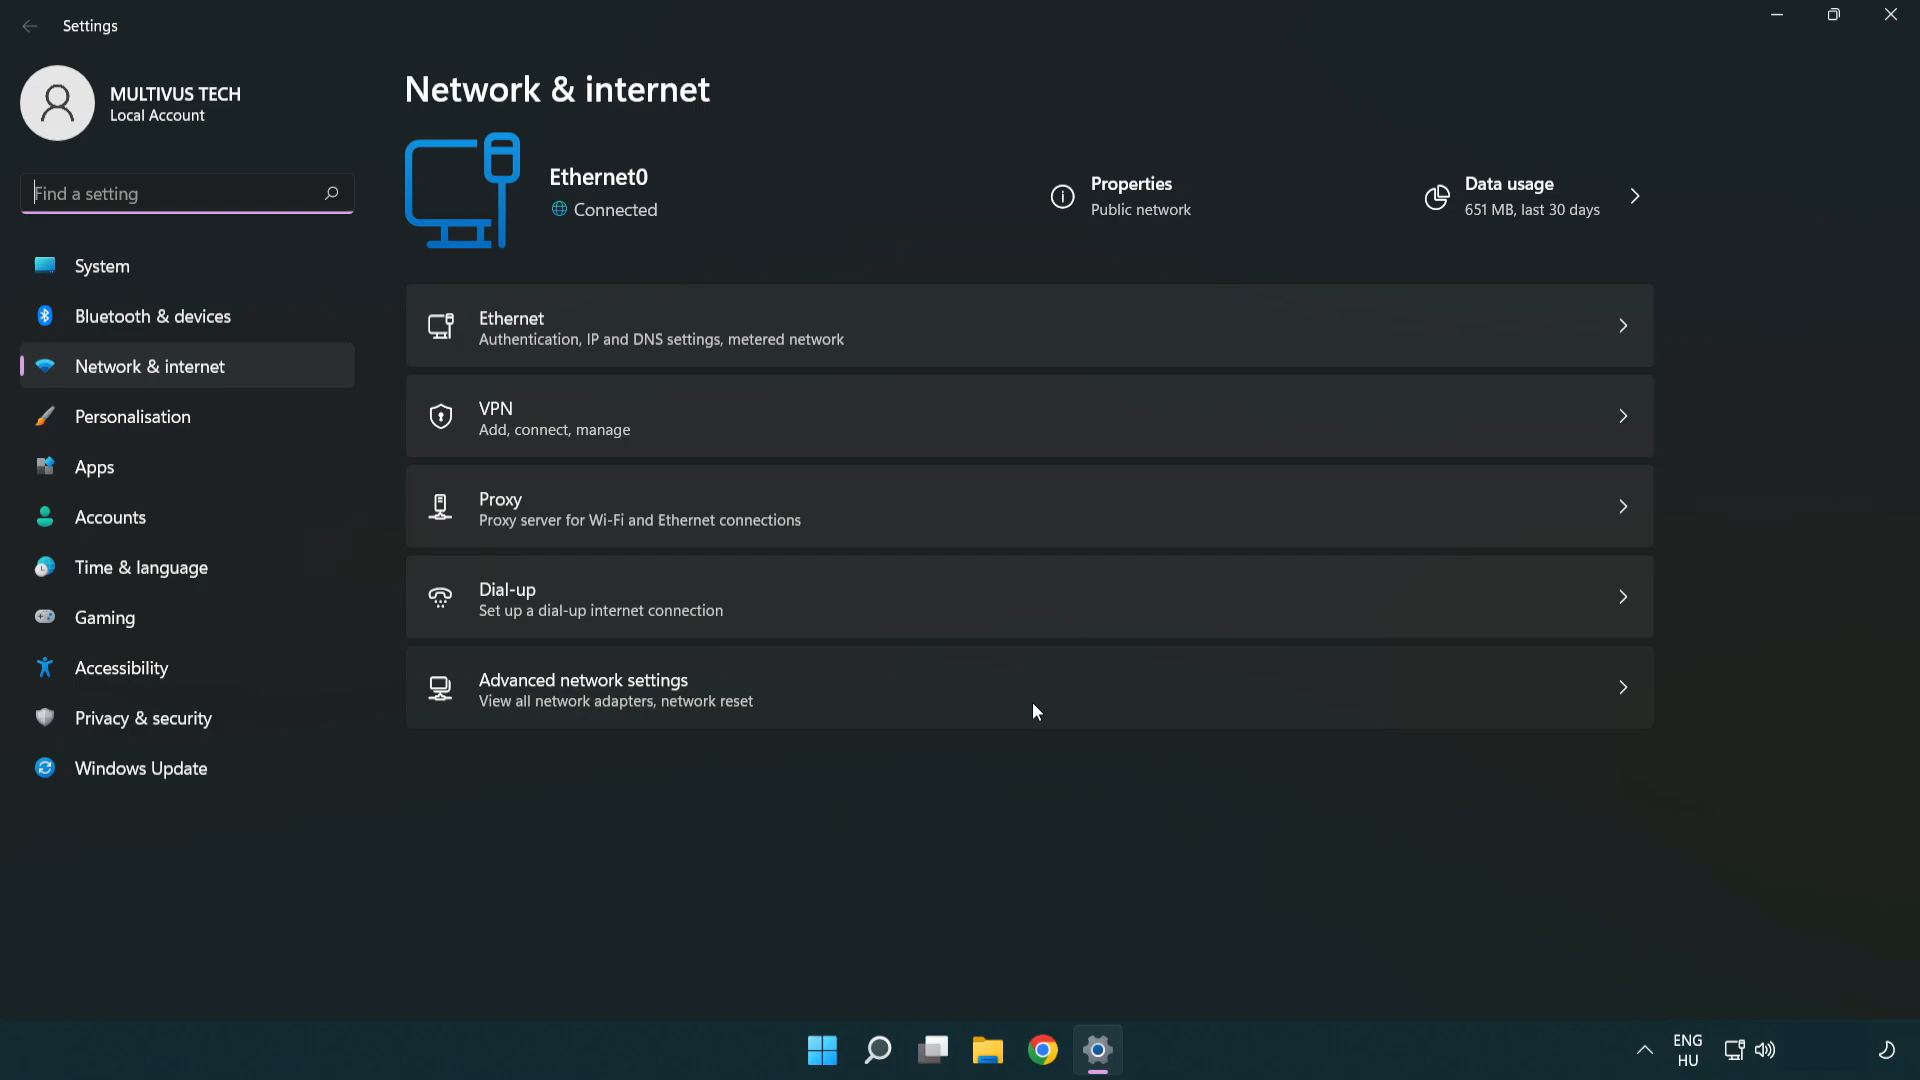 Settings
MULTIVUS TECH
Local Account
Find a setting
System
Bluetooth & devices
Network & internet
Personalisation
Apps
Accounts
Time & language
Gaming
Accessibility
Privacy & security
Windows Update
Network & internet
Ethernet0
Connected
Properties
Public network
Data usage
651 MB, last 30 days
Ethernet
Authentication, IP and DNS settings, metered network
VPN
Add, connect, manage
Proxy
Proxy server for Wi-Fi and Ethernet connections
Dial-up
Set up a dial-up internet connection
Advanced network settings
View all network adapters, network reset
ENG
HU